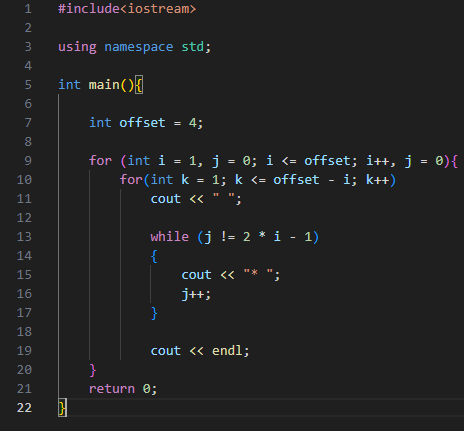 1 #include<iostream>
2
3 using namespace std;
4
5 int main(){
6
7     int offset = 4;
8
9     for (int i = 1, j = 0; i <= offset; i++, j = 0){
10         for(int k = 1; k <= offset - i; k++)
11             cout << " ";
12
13             while (j != 2 * i - 1)
14             {
15                 cout << "* ";
16                 j++;
17             }
18
19             cout << endl;
20     }
21     return 0;
22 }